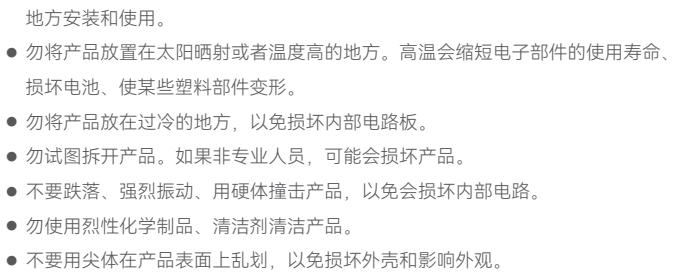 地方安装和使用。
● 勿将产品放置在太阳晒射或者温度高的地方。高温会缩短电子部件的使用寿命、
损坏电池、使某些塑料部件变形。
● 勿将产品放在过冷的地方，以免损坏内部电路板。
● 勿试图拆开产品。如果非专业人员，可能会损坏产品。
● 不要跌落、强烈振动、用硬体撞击产品，以免会损坏内部电路。
● 勿使用烈性化学制品、清洁剂清洁产品。
● 不要用尖体在产品表面上乱划，以免损坏外壳和影响外观。